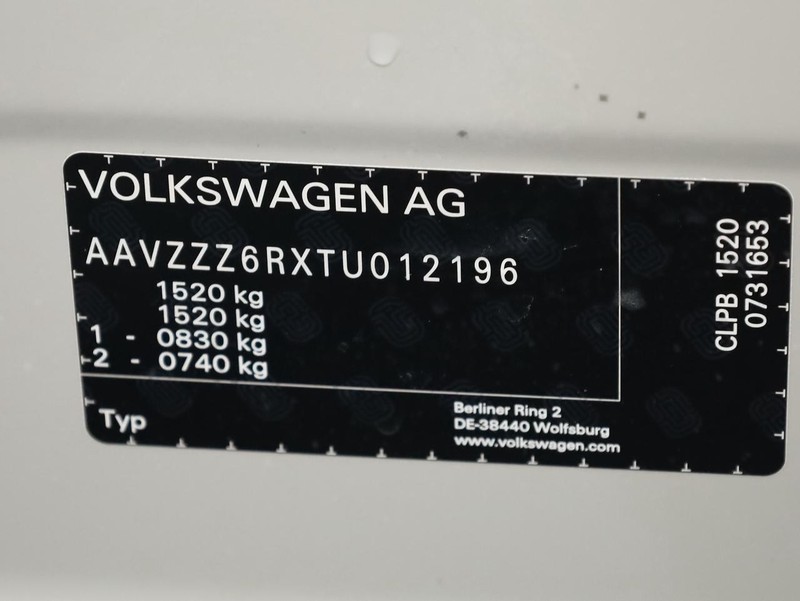 VOLKSWAGEN AG
AAVZZZ6RXTU012196
1520 kg
1520 kg
1 - 0830 kg
2 - 0740 kg
Typ
Berliner Ring 2
DE-38440 Wolfsburg
www.volkswagen.com
CLPB 1520
0731653